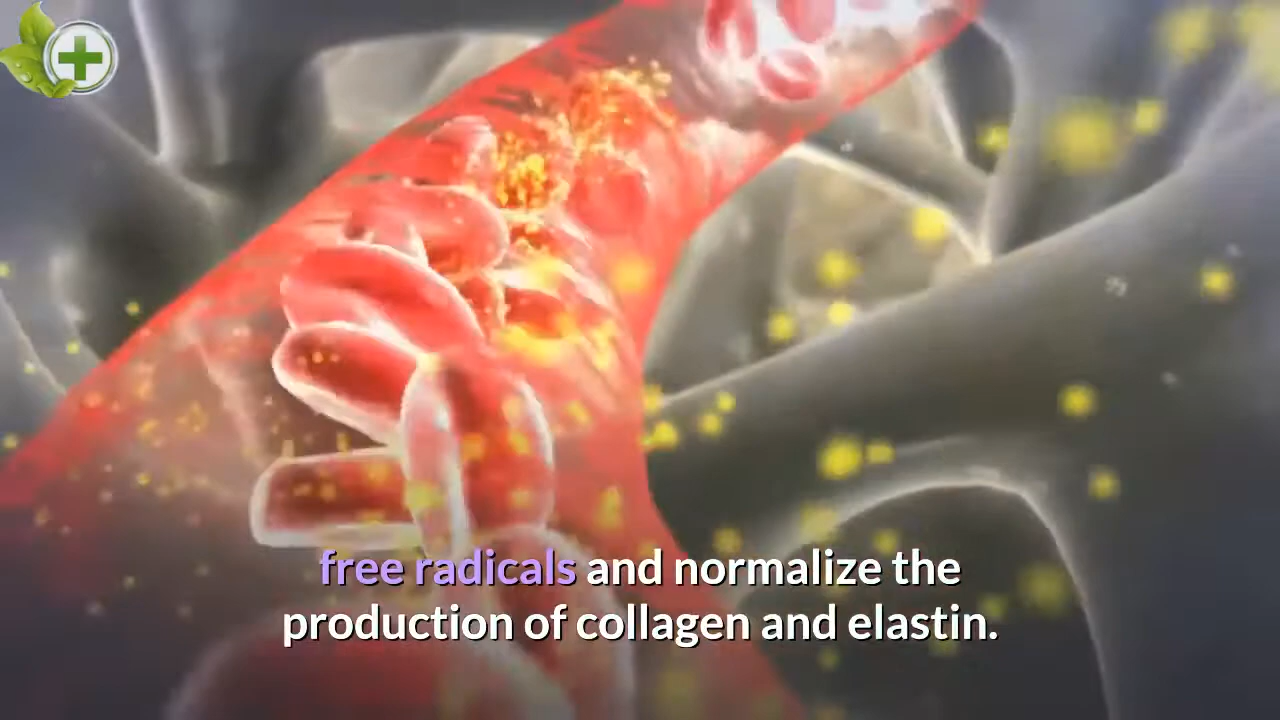 free radicals and normalize the
production of collagen and elastin.